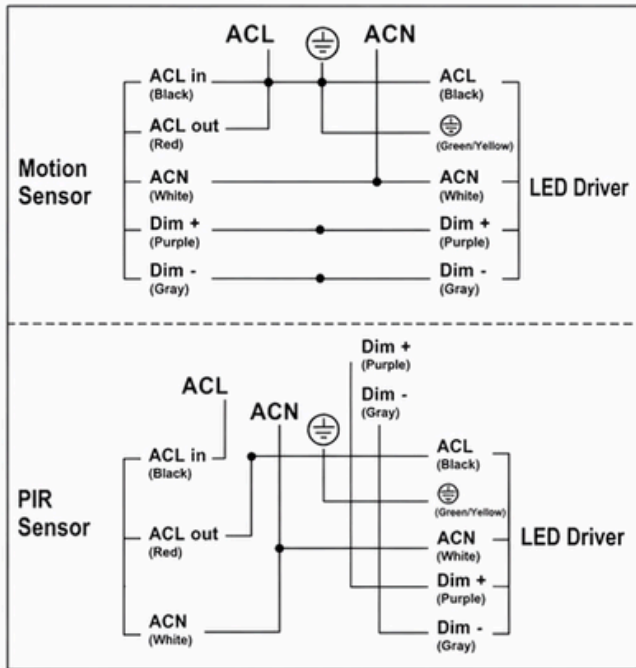 ACL
ACN
ACL in
(Black)
ACL
(Black)
ACL out
(Red)
(Green/Yellow)
Motion
Sensor
ACN
(White)
ACN
(White)
LED Driver
Dim +
(Purple)
Dim +
(Purple)
Dim -
(Gray)
Dim -
(Gray)
Dim +
(Purple)
ACL
Dim -
(Gray)
ACN
ACL in
(Black)
ACL
(Black)
PIR
Sensor
(Green/Yellow)
ACL out
(Red)
ACN
(White)
LED Driver
Dim +
(Purple)
ACN
(White)
Dim -
(Gray)